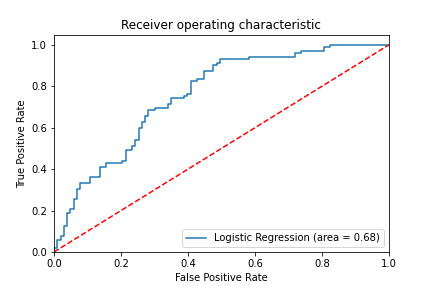 Receiver operating characteristic
1.0
0.8
0.6
0.4
0.2
0.0
True Positive Rate
Logistic Regression (area = 0.68)
0.0 0.2 0.4 0.6 0.8 1.0
False Positive Rate